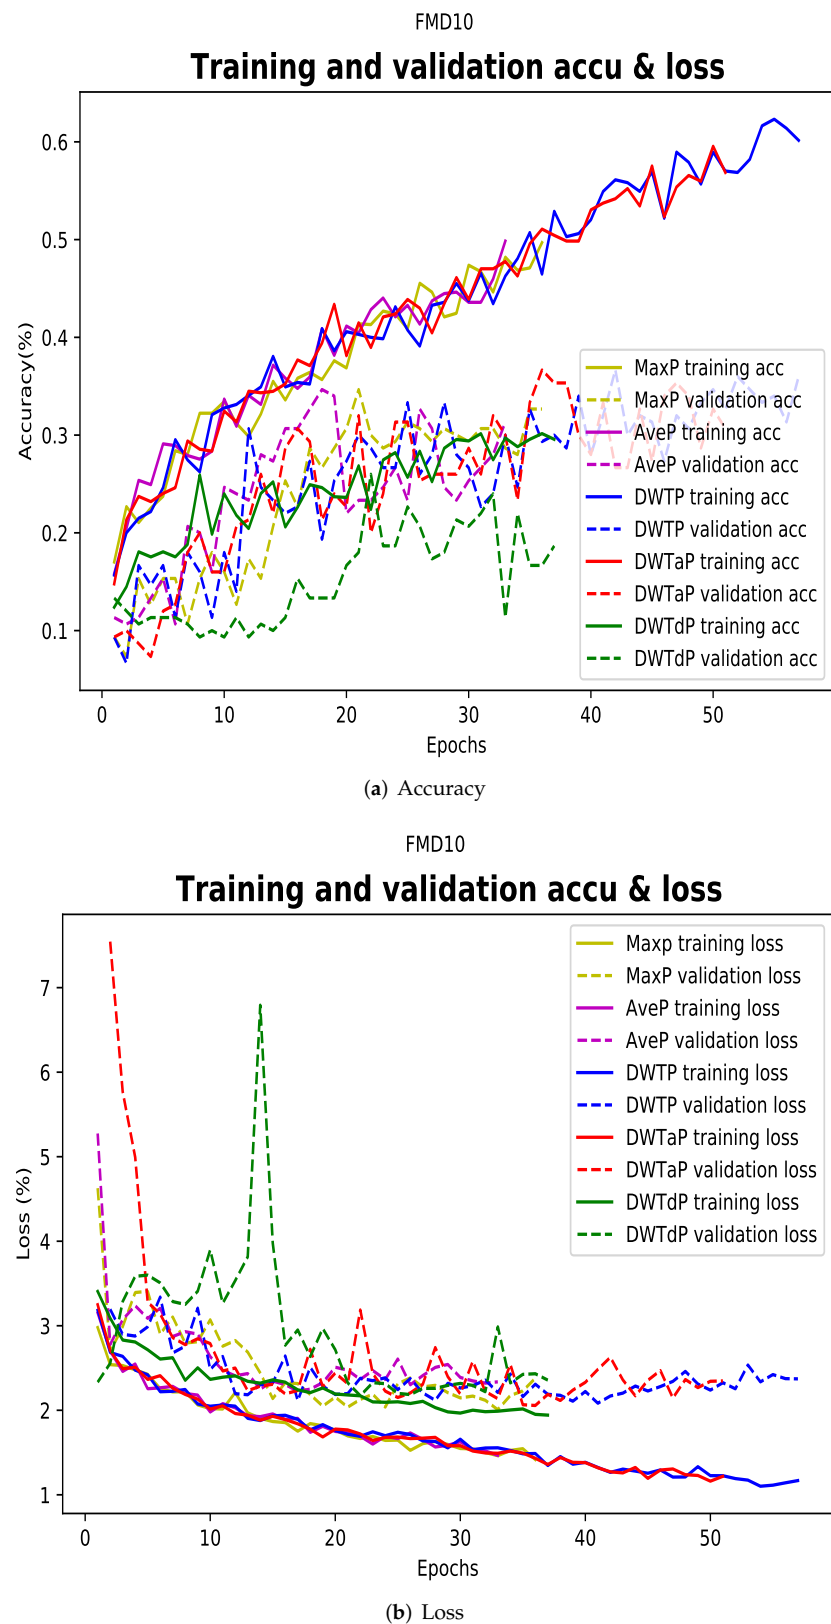 FMD10
Training and validation accu & loss
0.6
0.5
0.4
0.3
0.2
0.1
Accuracy(%)
MaxP training acc
MaxP validation acc
AveP training acc
AveP validation acc
DWTP training acc
DWTP validation acc
DWTaP training acc
DWTaP validation acc
DWTdP training acc
DWTdP validation acc
0 10 20 30 40 50
Epochs
(a) Accuracy
FMD10
Training and validation accu & loss
7
6
5
4
3
2
1
Loss (%)
Maxp training loss
MaxP validation loss
AveP training loss
AveP validation loss
DWTP training loss
DWTP validation loss
DWTaP training loss
DWTaP validation loss
DWTdP training loss
DWTdP validation loss
0 10 20 30 40 50
Epochs
(b) Loss